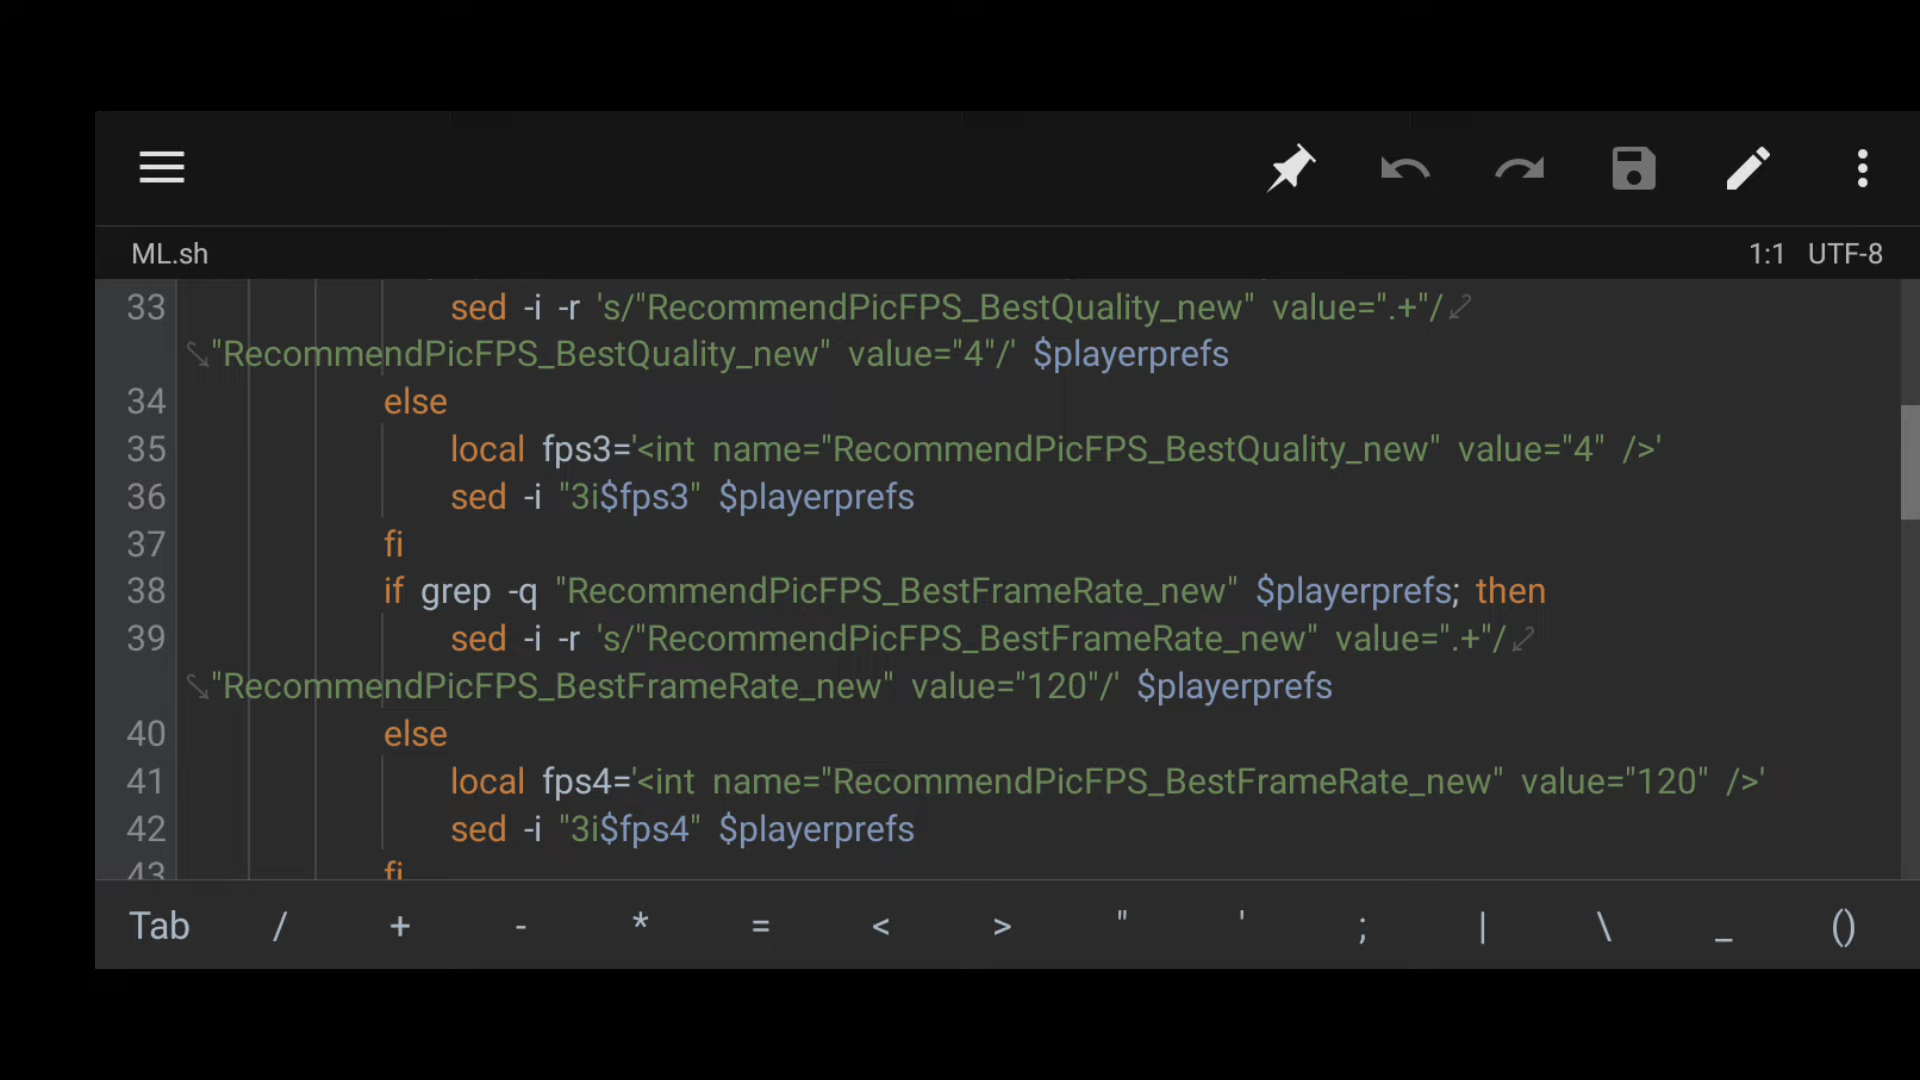 ML.sh 1:1 UTF-8
33 sed -i -r 's/"RecommendPicFPS_BestQuality_new" value=".+"/
"RecommendPicFPS_BestQuality_new" value="4"/' $playerprefs
34 else
35 local fps3='<int name="RecommendPicFPS_BestQuality_new" value="4" />'
36 sed -i "3i$fps3" $playerprefs
37 fi
38 if grep -q "RecommendPicFPS_BestFrameRate_new" $playerprefs; then
39 sed -i -r 's/"RecommendPicFPS_BestFrameRate_new" value=".+"/
"RecommendPicFPS_BestFrameRate_new" value="120"/' $playerprefs
40 else
41 local fps4='<int name="RecommendPicFPS_BestFrameRate_new" value="120" />'
42 sed -i "3i$fps4" $playerprefs
43 fi
Tab / + - * = < > " ' ; | \ _ ()